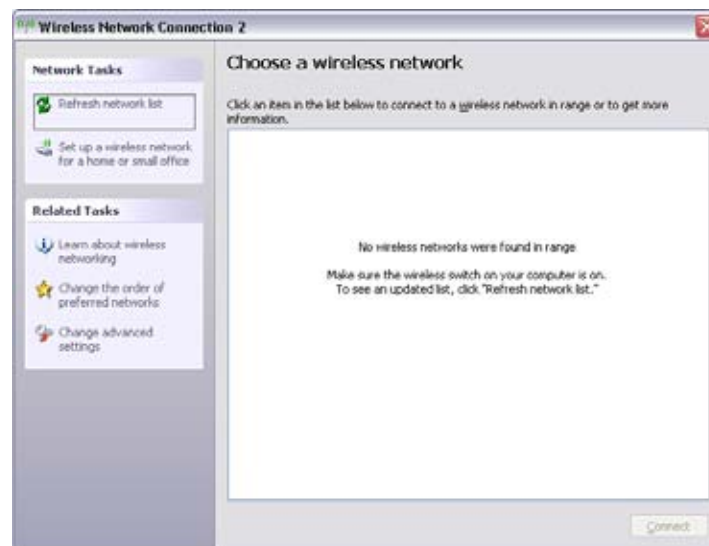 Wireless Network Connection 2
Network Tasks
Refresh network list
Set up a wireless network
for a home or small office
Related Tasks
Learn about wireless
networking
Change the order of
preferred networks
Change advanced
settings
Choose a wireless network
Click an item in the list below to connect to a wireless network in range or to get more
information.
No wireless networks were found in range
Make sure the wireless switch on your computer is on.
To see an updated list, click "Refresh network list."
Connect